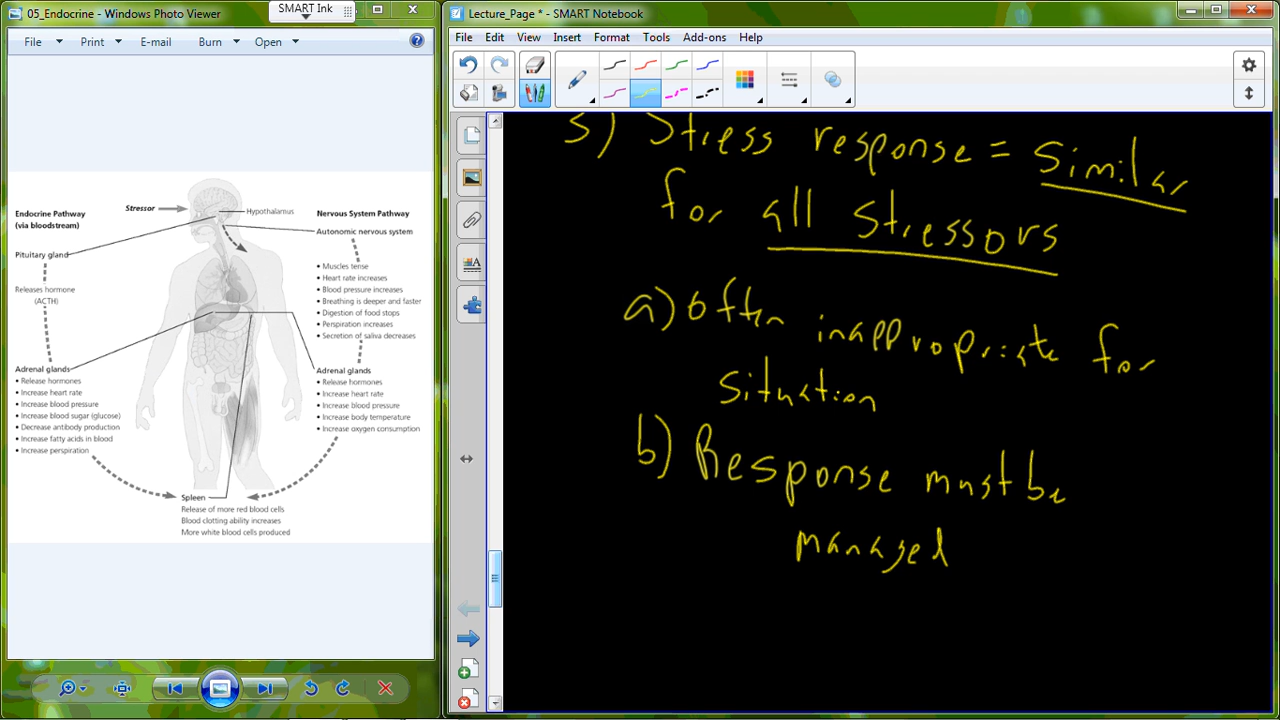 05_Endocrine - Windows Photo Viewer
SMART Ink
File Print E-mail Burn Open
Endocrine Pathway
(via bloodstream)
Stressor
Hypothalamus
Nervous System Pathway
Autonomic nervous system
Pituitary gland
Releases hormone
(ACTH)
• Muscles tense
• Heart rate increases
• Blood pressure increases
• Breathing is deeper and faster
• Digestion of food stops
• Perspiration increases
• Secretion of saliva decreases
Adrenal glands
• Release hormones
• Increase heart rate
• Increase blood pressure
• Increase blood sugar (glucose)
• Decrease antibody production
• Increase fatty acids in blood
• Increase perspiration
Adrenal glands
• Release hormones
• Increase heart rate
• Increase blood pressure
• Increase body temperature
• Increase oxygen consumption
Spleen
Release of more red blood cells
Blood clotting ability increases
More white blood cells produced
Lecture_Page * - SMART Notebook
File Edit View Insert Format Tools Add-ons Help
Stress response = Similar
for all Stressors
a) Often inappropriate for
Situation
b) Response must be
managed